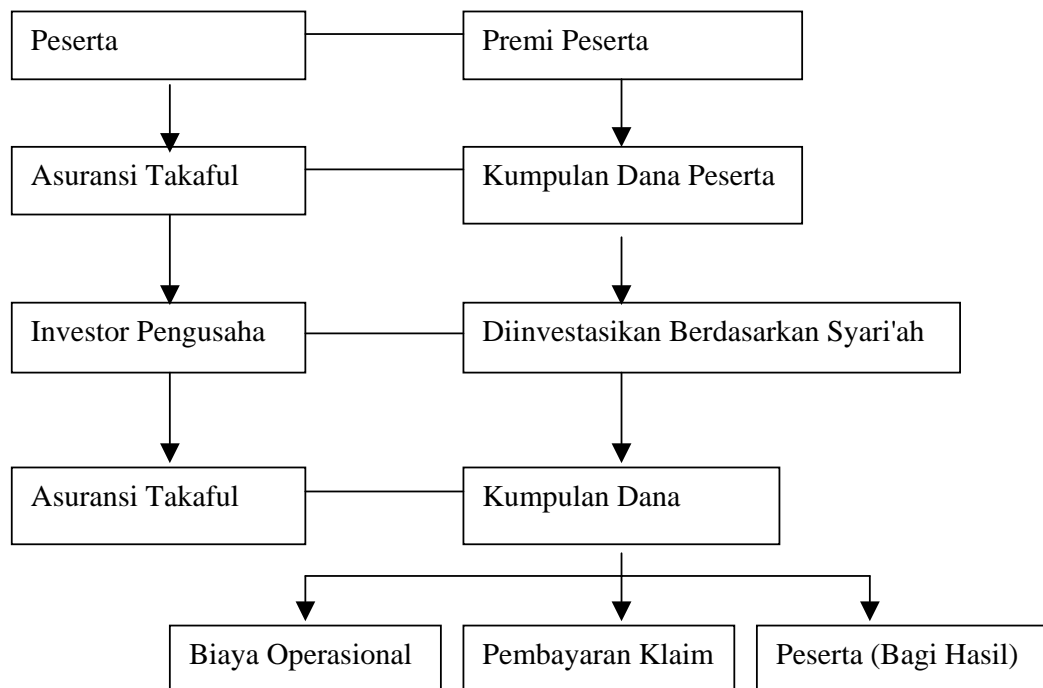 Peserta
Premi Peserta
Asuransi Takaful
Kumpulan Dana Peserta
Investor Pengusaha
Diinvestasikan Berdasarkan Syari'ah
Asuransi Takaful
Kumpulan Dana
Biaya Operasional
Pembayaran Klaim
Peserta (Bagi Hasil)